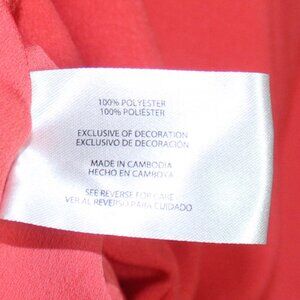 100% POLYESTER
100% POLIÉSTER
EXCLUSIVE OF DECORATION
EXCLUSIVO DE DECORACIÓN
MADE IN CAMBODIA
HECHO EN CAMBOYA
SEE REVERSE FOR CARE
VER AL REVERSO PARA CUIDADO